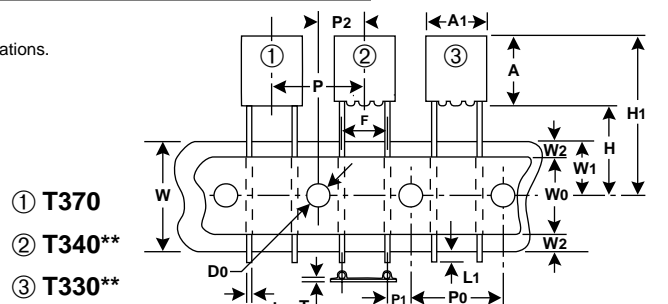 ations.
P2
A1
① ② ③
P
A
F
H
H1
W2
W1
W
W0
W2
① T370
② T340**
③ T330**
D0
L1
T
P1
P0